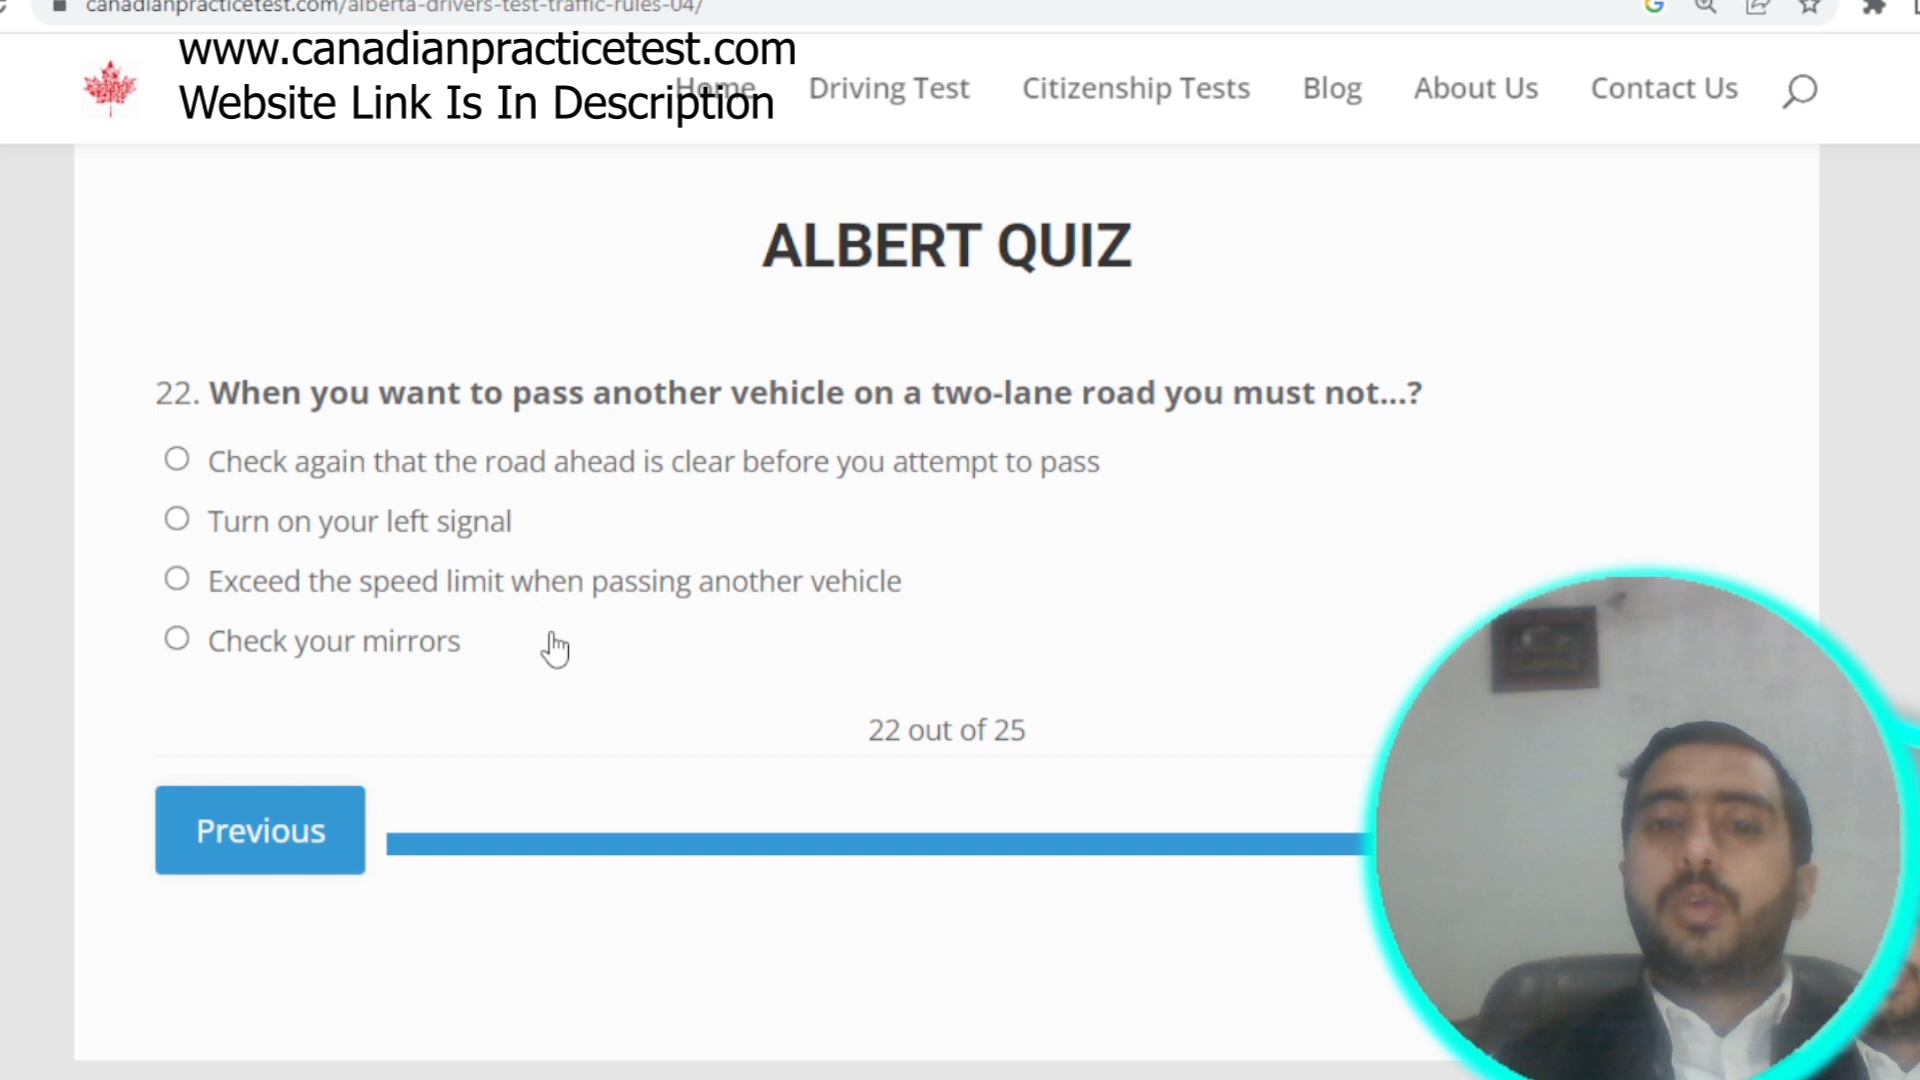 canadianpracticetest.com/alberta-drivers-test-traffic-rules-04/
www.canadianpracticetest.com
Website Link Is In Description
Home Driving Test Citizenship Tests Blog About Us Contact Us
ALBERT QUIZ
22. When you want to pass another vehicle on a two-lane road you must not...?
Check again that the road ahead is clear before you attempt to pass
Turn on your left signal
Exceed the speed limit when passing another vehicle
Check your mirrors
22 out of 25
Previous